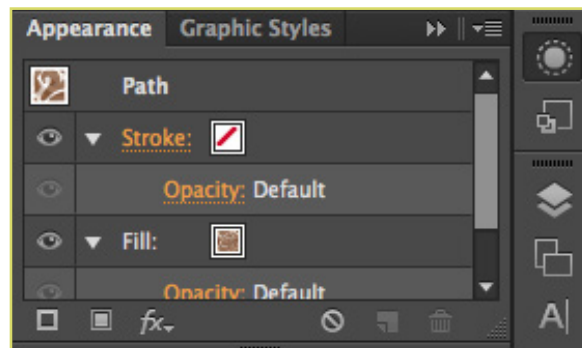 Appearance Graphic Styles
Path
Stroke:
Opacity: Default
Fill:
Opacity: Default
fx
A|